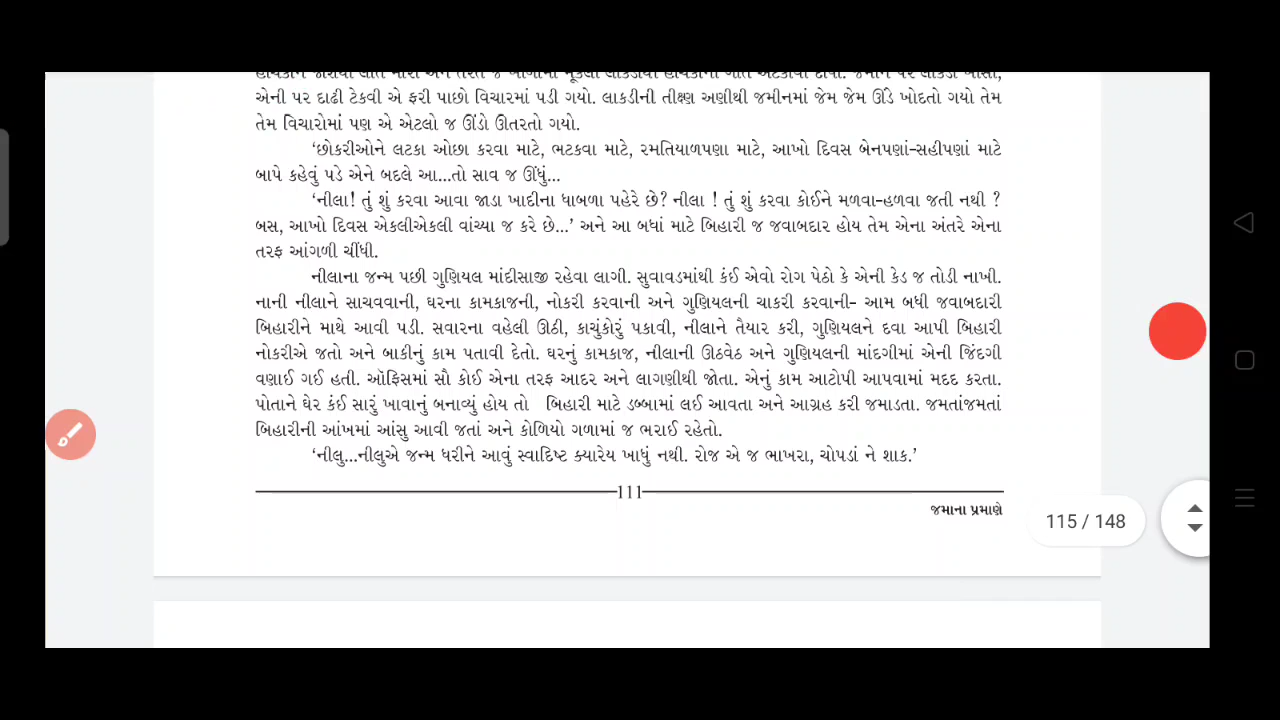 એની પર દાઢી ટેકવી એ ફરી પાછો વિચારમાં પડી ગયો. લાકડીની તીક્ષ્ણ અણીથી જમીનમાં જેમ જેમ ઊંડે ખોદતો ગયો તેમ
તેમ વિચારોમાં પણ એ એટલો જ ઊંડો ઊતરતો ગયો.
‘છોકરીઓને લટકા ઓછા કરવા માટે, ભટકવા માટે, રમતિયાળપણા માટે, આખો દિવસ બેનપણાં-સહીપણાં માટે
બાપે કહેવું પડે એને બદલે આ...તો સાવ જ ઊંધું...
‘નીલા! તું શું કરવા આવા જાડા ખાદીના ધાબળા પહેરે છે? નીલા ! તું શું કરવા કોઈને મળવા-હળવા જતી નથી ?
બસ, આખો દિવસ એકલીએકલી વાંચ્યા જ કરે છે...’ અને આ બધાં માટે બિહારી જ જવાબદાર હોય તેમ એના અંતરે એના
તરફ આંગળી ચીંધી.
નીલાના જન્મ પછી ગુણિયલ માંદીસાજી રહેવા લાગી. સુવાવડમાંથી કંઈ એવો રોગ પેઠો કે એની કેડ જ તોડી નાખી.
નાની નીલાને સાચવવાની, ઘરના કામકાજની, નોકરી કરવાની અને ગુણિયલની ચાકરી કરવાની- આમ બધી જવાબદારી
બિહારીને માથે આવી પડી. સવારના વહેલી ઊઠી, કાચુંકોરું પકાવી, નીલાને તૈયાર કરી, ગુણિયલને દવા આપી બિહારી
નોકરીએ જતો અને બાકીનું કામ પતાવી દેતો. ઘરનું કામકાજ, નીલાની ઊઠવેઠ અને ગુણિયલની માંદગીમાં એની જિંદગી
વણાઈ ગઈ હતી. ઑફિસમાં સૌ કોઈ એના તરફ આદર અને લાગણીથી જોતા. એનું કામ આટોપી આપવામાં મદદ કરતા.
પોતાને ઘેર કંઈ સારું ખાવાનું બનાવ્યું હોય તો બિહારી માટે ડબ્બામાં લઈ આવતા અને આગ્રહ કરી જમાડતા. જમતાંજમતાં
બિહારીની આંખમાં આંસુ આવી જતાં અને કોળિયો ગળામાં જ ભરાઈ રહેતો.
‘નીલુ...નીલુએ જન્મ ધરીને આવું સ્વાદિષ્ટ ક્યારેય ખાધું નથી. રોજ એ જ ભાખરા, ચોપડાં ને શાક.’
111
જમાના પ્રમાણે
115 / 148